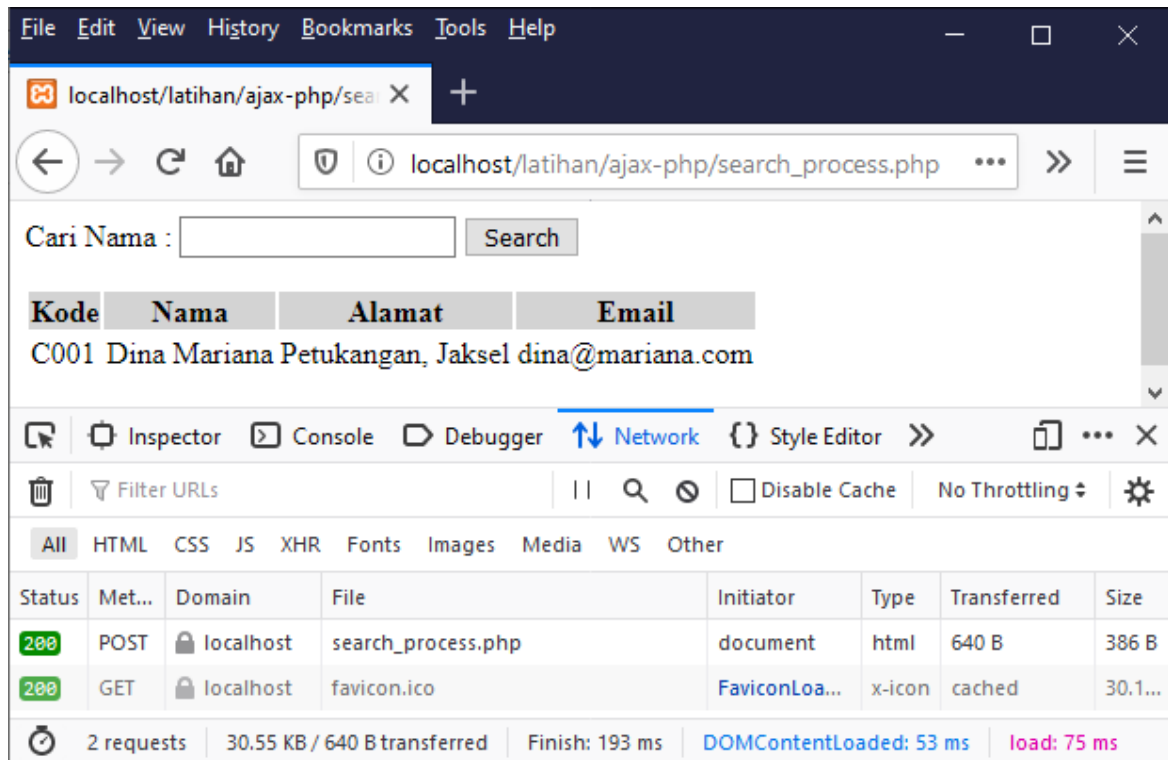 File Edit View History Bookmarks Tools Help
localhost/latihan/ajax-php/sea
localhost/latihan/ajax-php/search_process.php
Cari Nama : Search
Kode Nama Alamat Email
C001 Dina Mariana Petukangan, Jaksel dina@mariana.com
Inspector Console Debugger Network {} Style Editor
Filter URLs Disable Cache No Throttling
All HTML CSS JS XHR Fonts Images Media WS Other
Status Met... Domain File Initiator Type Transferred Size
200 POST localhost search_process.php document html 640 B 386 B
200 GET localhost favicon.ico FaviconLoa... x-icon cached 30.1...
2 requests 30.55 KB / 640 B transferred Finish: 193 ms DOMContentLoaded: 53 ms load: 75 ms